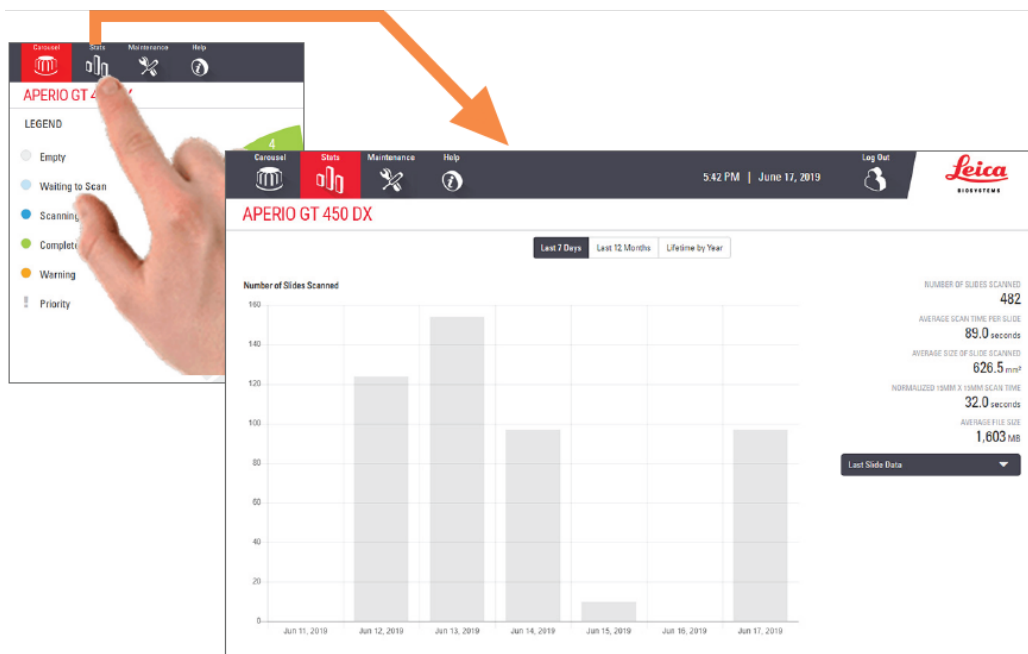 Carousel Stats Maintenance Help
APERIO GT 4
LEGEND
Empty
Waiting to Scan
Scanning
Complete
Warning
Priority
4
Carousel Stats Maintenance Help
5:42 PM | June 17, 2019
Log Out
Leica
BIOSYSTEMS
APERIO GT 450 DX
Last 7 Days Last 12 Months Lifetime by Year
Number of Slides Scanned
160
140
120
100
80
60
40
20
0
Jun 11, 2019 Jun 12, 2019 Jun 13, 2019 Jun 14, 2019 Jun 15, 2019 Jun 16, 2019 Jun 17, 2019
NUMBER OF SLIDES SCANNED
482
AVERAGE SCAN TIME PER SLIDE
89.0 seconds
AVERAGE SIZE OF SLIDE SCANNED
626.5 mm²
NORMALIZED 15MM X 15MM SCAN TIME
32.0 seconds
AVERAGE FILE SIZE
1,603 MB
Last Slide Data